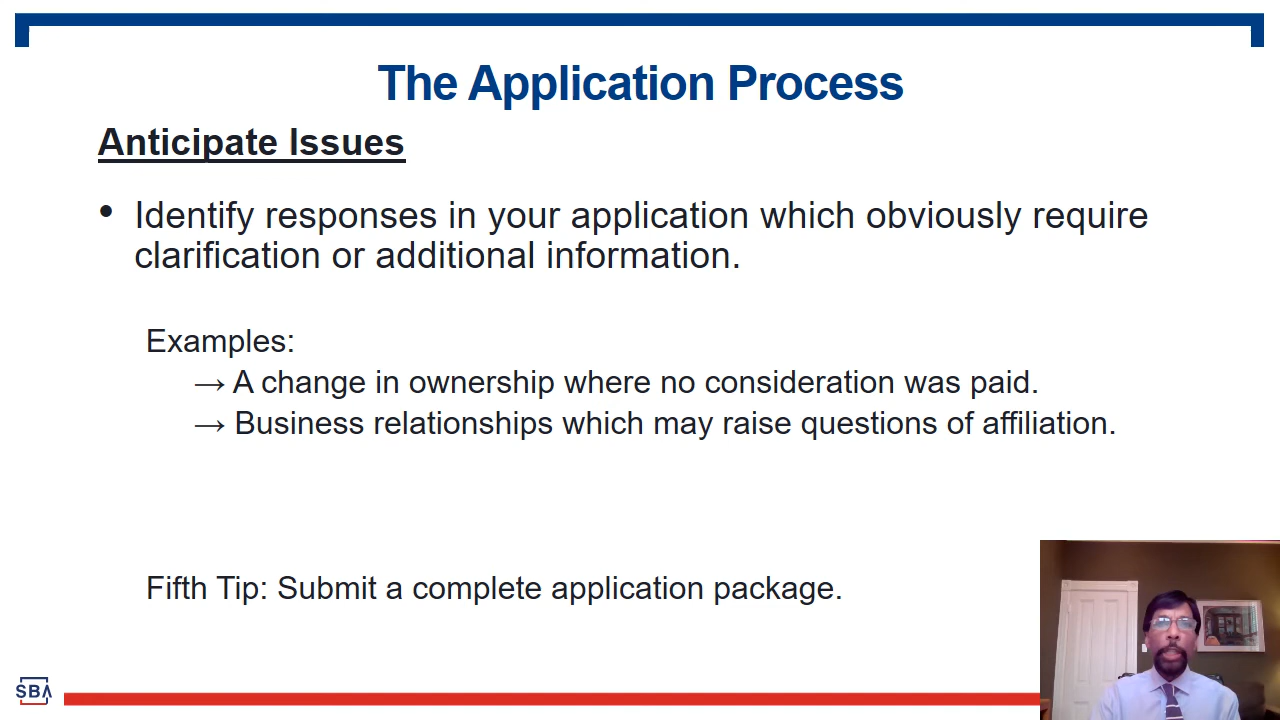 The Application Process
Anticipate Issues
• Identify responses in your application which obviously require
clarification or additional information.
Examples:
→ A change in ownership where no consideration was paid.
→ Business relationships which may raise questions of affiliation.
Fifth Tip: Submit a complete application package.
SBA